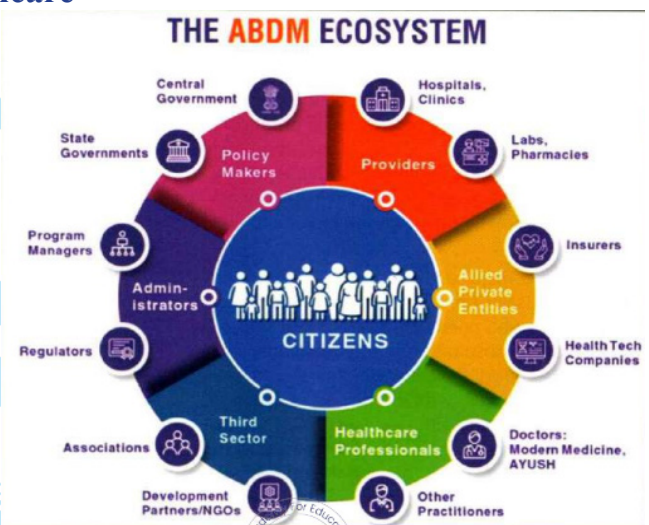 THE ABDM ECOSYSTEM
Central
Government
Hospitals,
Clinics
State
Governments
Policy
Makers
Providers
Labs,
Pharmacies
Program
Managers
Admin-
istrators
Allied
Private
Entities
Insurers
CITIZENS
Regulators
Health Tech
Companies
Associations
Third
Sector
Healthcare
Professionals
Doctors:
Modern Medicine,
AYUSH
Development
Partners/NGOs
Other
Practitioners